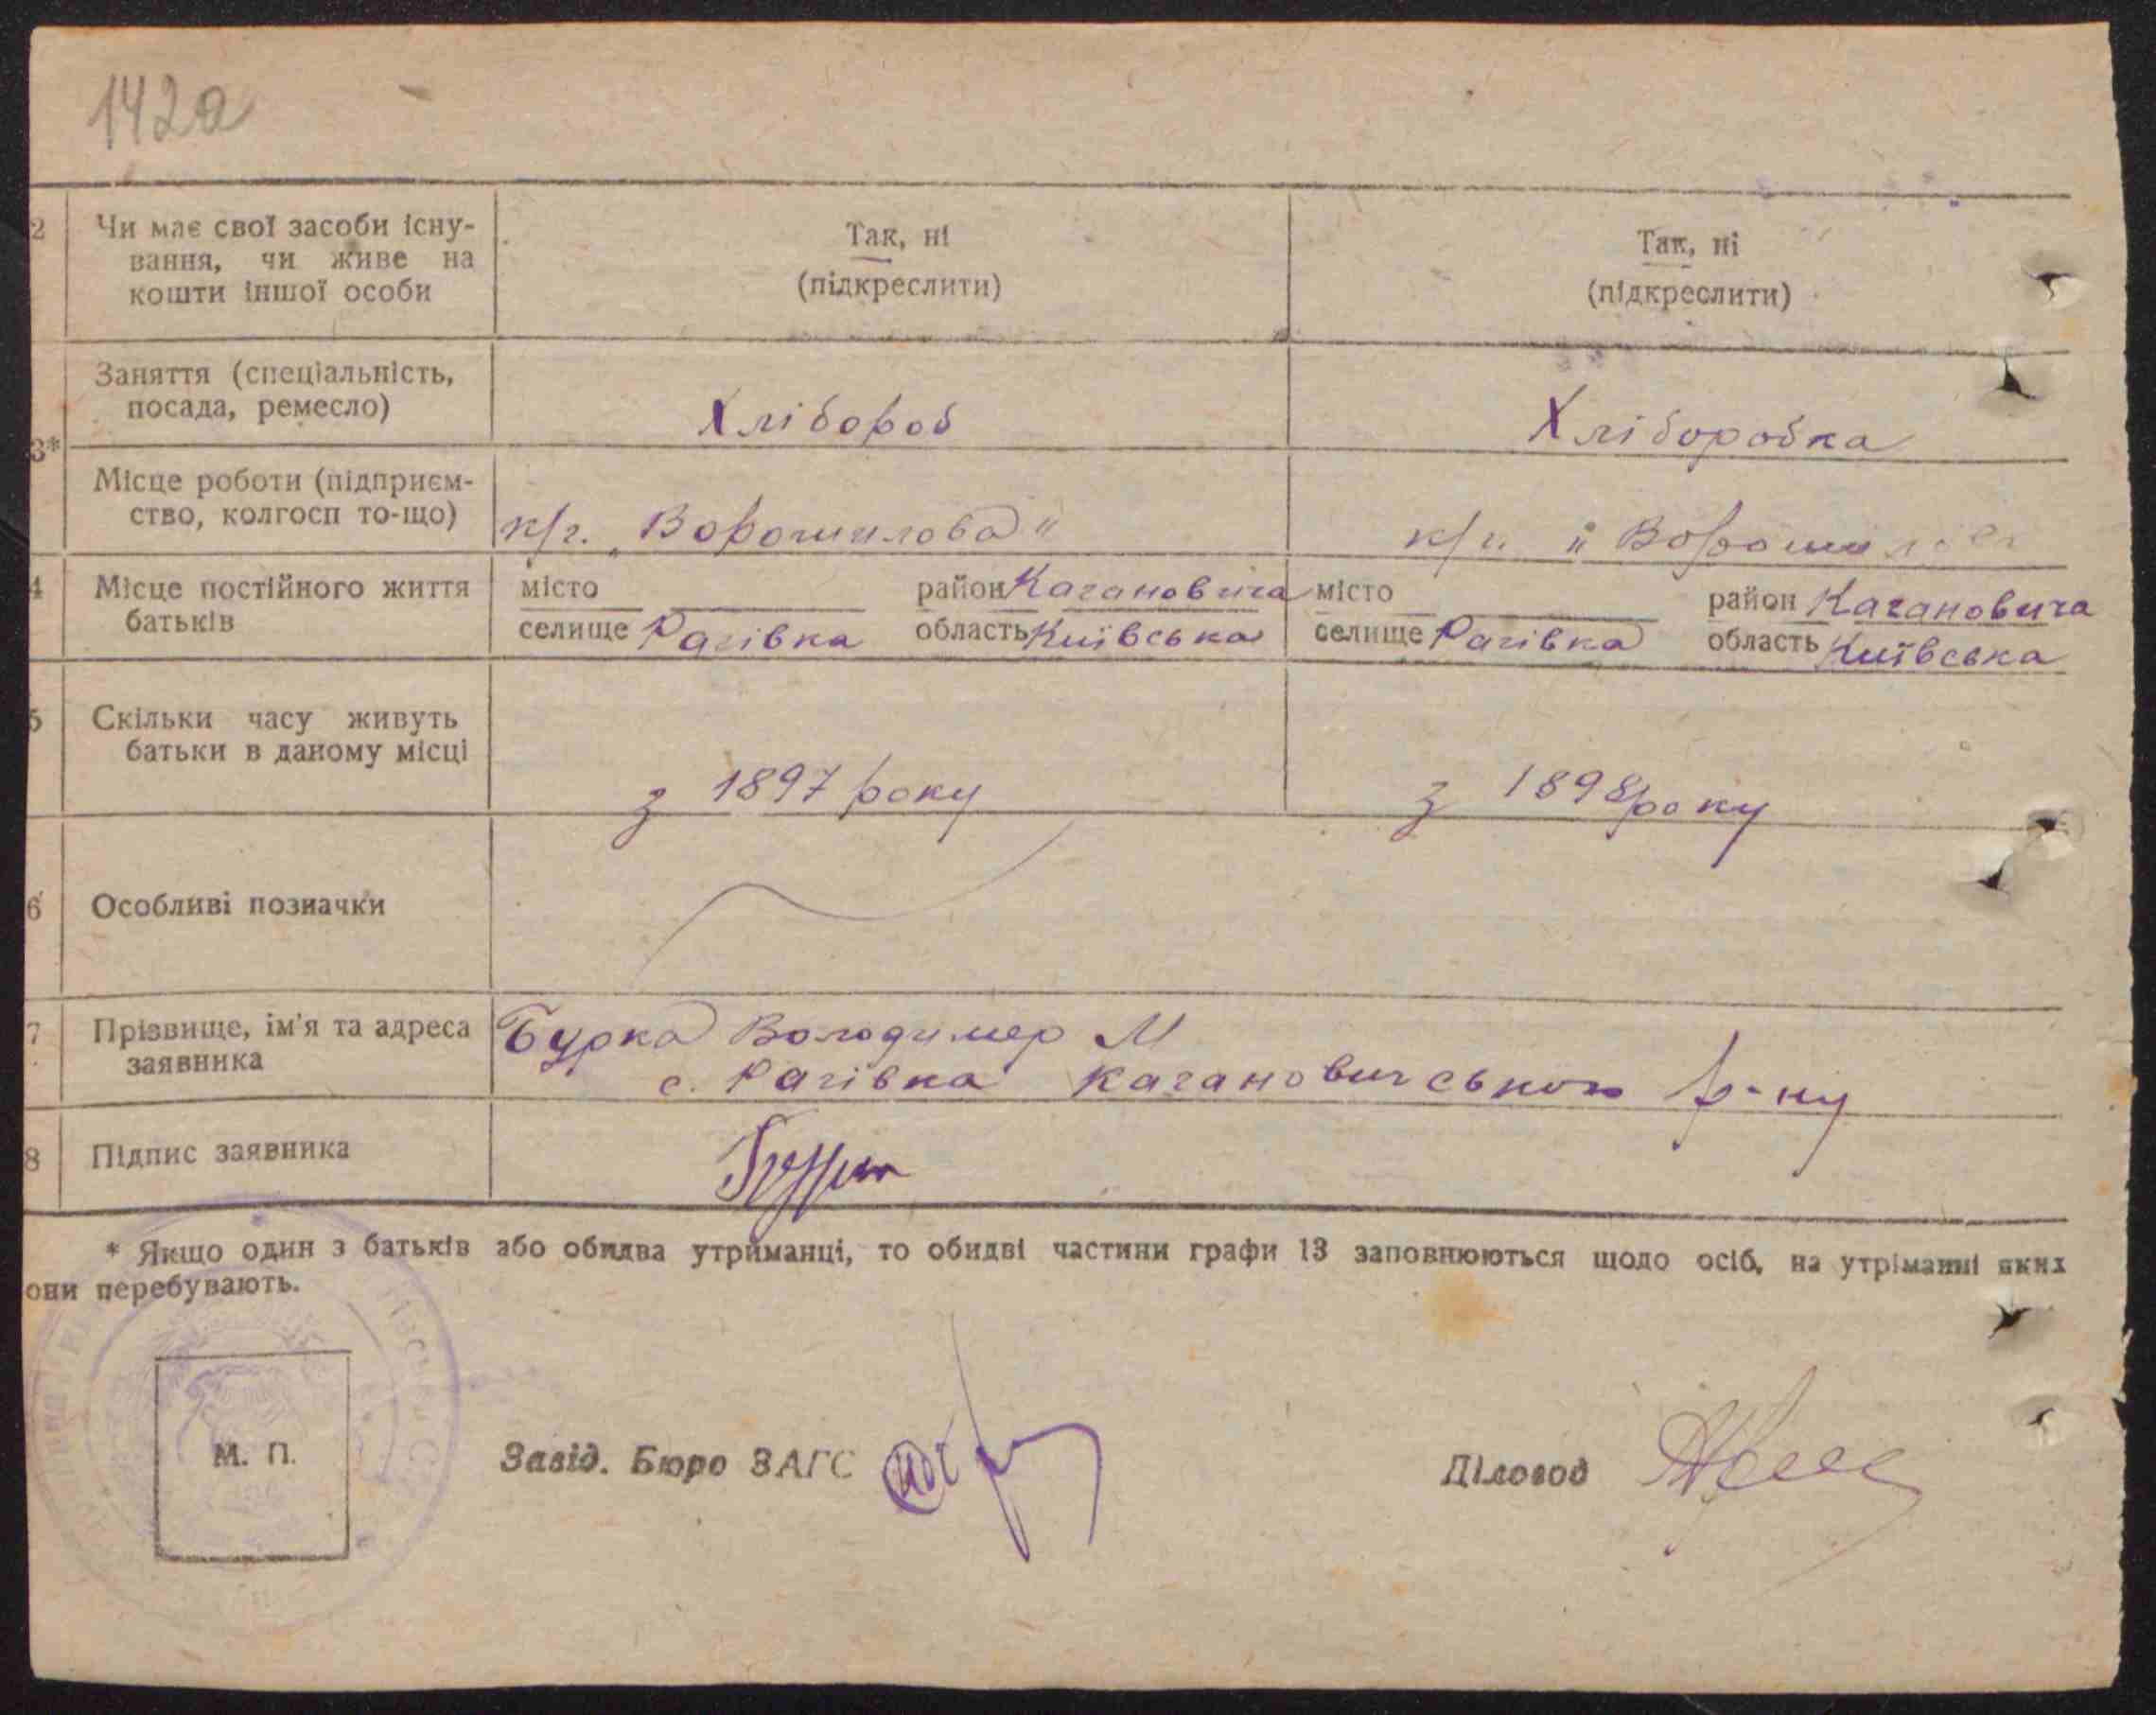 142а
2 Чи має свої засоби існу-
вання, чи живе на
кошти іншої особи
Так, ні
(підкреслити)
Так, ні
(підкреслити)
3* Заняття (спеціальність,
посада, ремесло)
Хлібороб
Хліборобка
Місце роботи (підприєм-
ство, колгосп то-що)
к/г. „Ворошилова"
к/г. „Ворошилова
4 Місце постійного життя
батьків
місто район Кагановича
селище Рагівка область Київська
місто район Кагановича
селище Рагівка область Київська
5 Скільки часу живуть
батьки в даному місці
з 1897 року
з 1898 року
6 Особливі позначки
7 Прізвище, ім'я та адреса
заявника
Бурка Володимер М
с. Рагівка Кагановичського р-ну
8 Підпис заявника
* Якщо один з батьків або обидва утриманці, то обидві частини графи 13 заповнюються щодо осіб, на утріманні яких
они перебувають.
М. П.
Завід. Бюро ЗАГС
Діловод